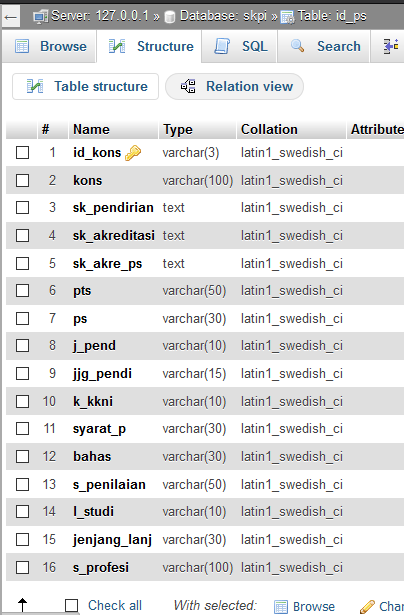 ← Server: 127.0.0.1 » Database: skpi » Table: id_ps
Browse Structure SQL Search
Table structure Relation view
# Name Type Collation Attribute
1 id_kons varchar(3) latin1_swedish_ci
2 kons varchar(100) latin1_swedish_ci
3 sk_pendirian text latin1_swedish_ci
4 sk_akreditasi text latin1_swedish_ci
5 sk_akre_ps text latin1_swedish_ci
6 pts varchar(50) latin1_swedish_ci
7 ps varchar(30) latin1_swedish_ci
8 j_pend varchar(10) latin1_swedish_ci
9 jjg_pendi varchar(15) latin1_swedish_ci
10 k_kkni varchar(10) latin1_swedish_ci
11 syarat_p varchar(30) latin1_swedish_ci
12 bahas varchar(30) latin1_swedish_ci
13 s_penilaian varchar(50) latin1_swedish_ci
14 l_studi varchar(10) latin1_swedish_ci
15 jenjang_lanj varchar(30) latin1_swedish_ci
16 s_profesi varchar(100) latin1_swedish_ci
Check all With selected: Browse Char